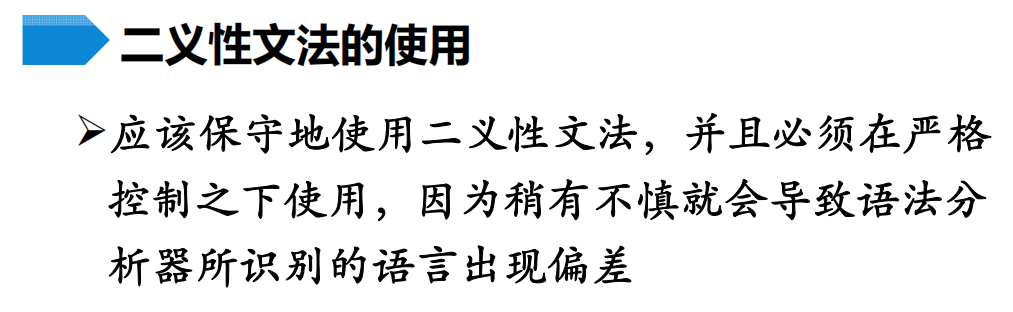 二义性文法的使用
应该保守地使用二义性文法，并且必须在严格
控制之下使用，因为稍有不慎就会导致语法分
析器所识别的语言出现偏差